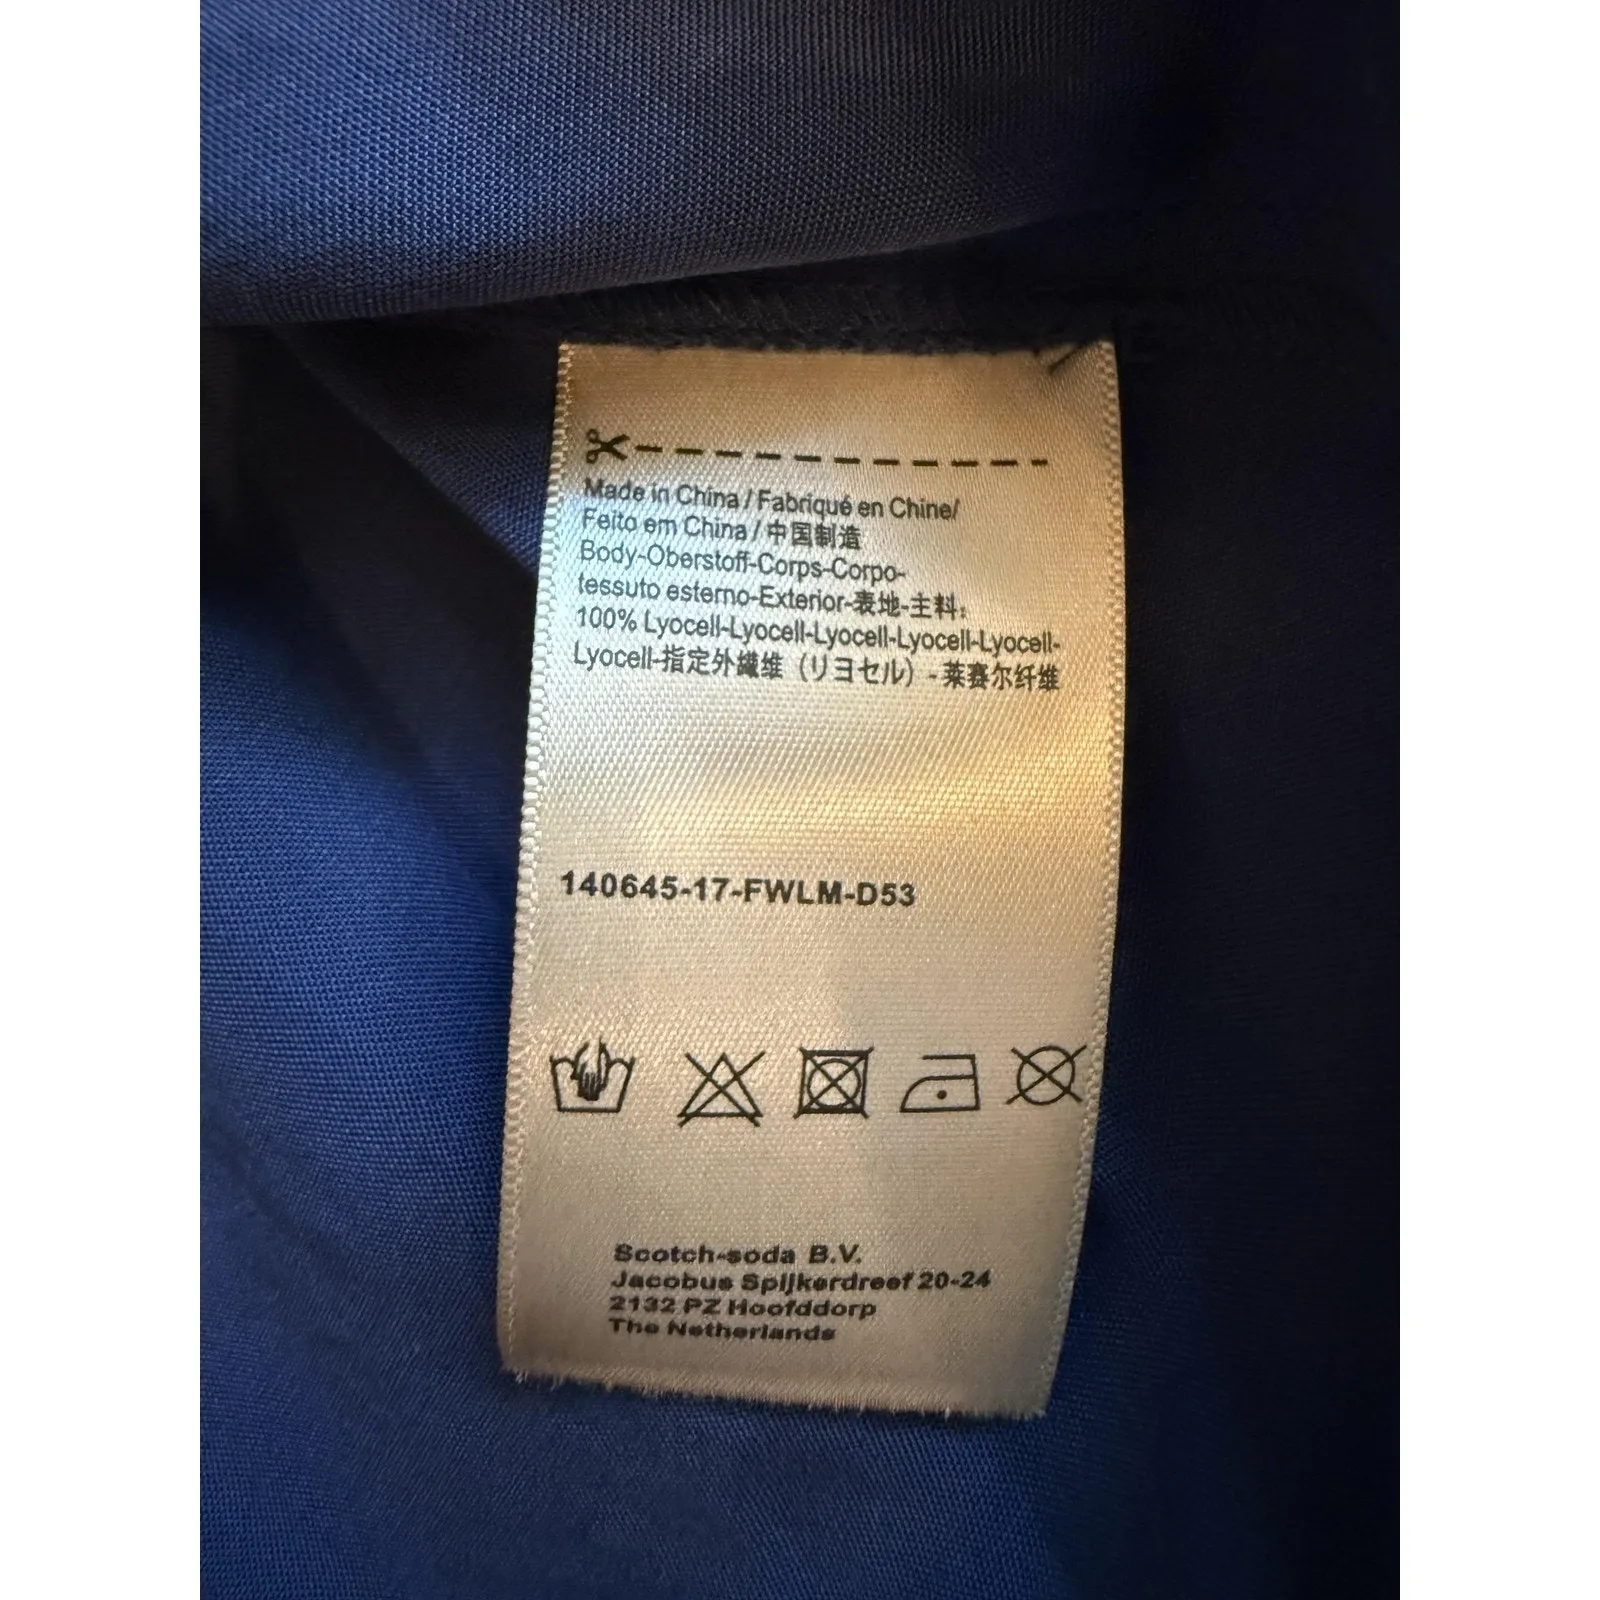 Made in China / Fabriqué en Chine/
Feito em China / 中国制造
Body-Oberstoff-Corps-Corpo-
tessuto esterno-Exterior-表地-主料:
100% Lyocell-Lyocell-Lyocell-Lyocell-Lyocell-
Lyocell-指定外繊维（リヨセル）-莱赛尔纤维
140645-17-FWLM-D53
Scotch-soda B.V.
Jacobus Spijkerdreef 20-24
2132 PZ Hoofddorp
The Netherlands